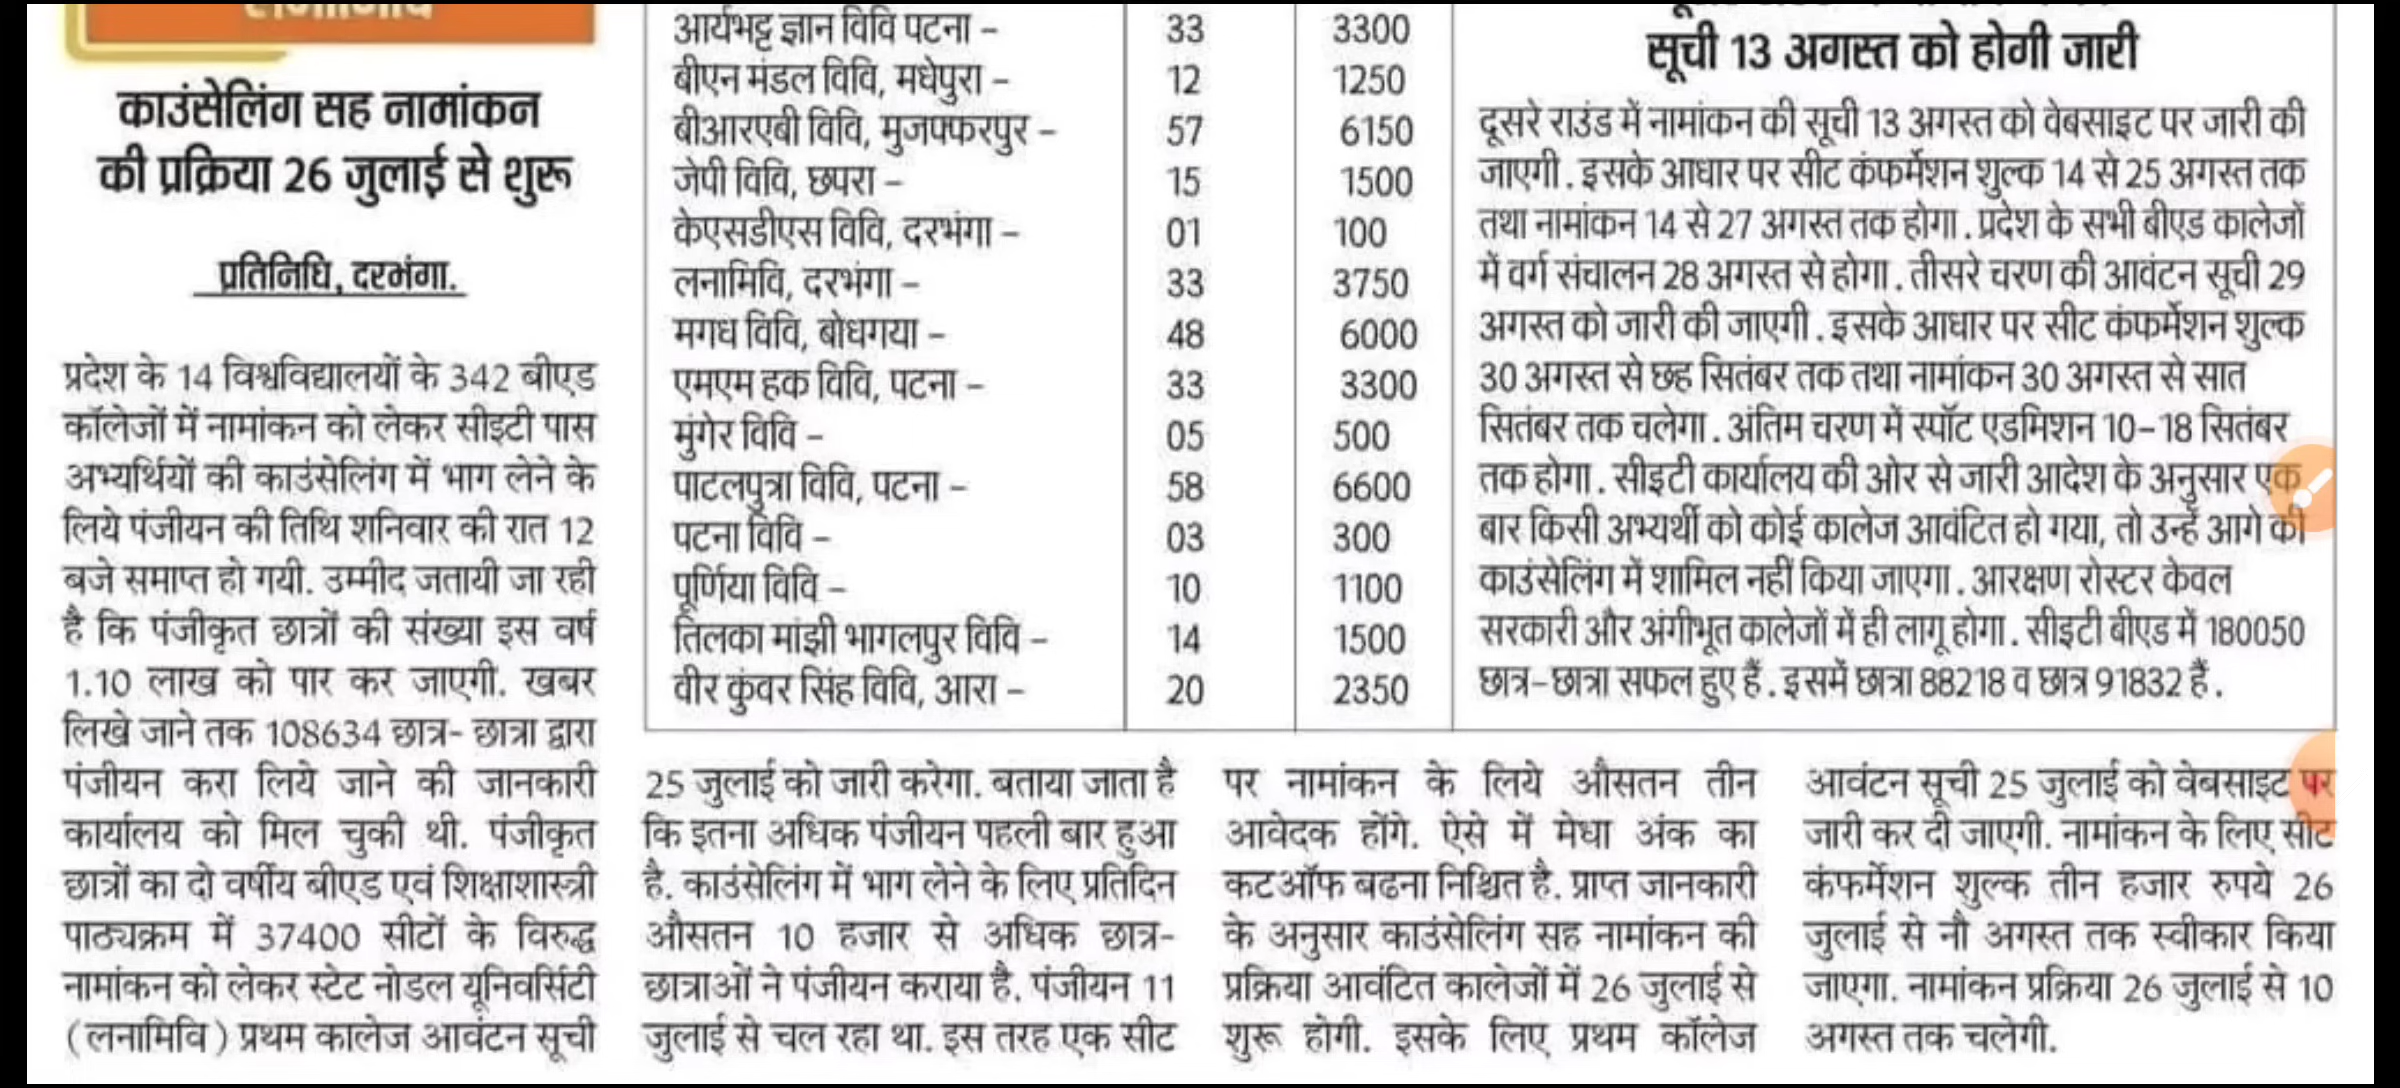 काउंसेलिंग सह नामांकन
की प्रक्रिया 26 जुलाई से शुरू
प्रतिनिधि, दरभंगा.
प्रदेश के 14 विश्वविद्यालयों के 342 बीएड
कॉलेजों में नामांकन को लेकर सीइटी पास
अभ्यर्थियों की काउंसेलिंग में भाग लेने के
लिये पंजीयन की तिथि शनिवार की रात 12
बजे समाप्त हो गयी. उम्मीद जतायी जा रही
है कि पंजीकृत छात्रों की संख्या इस वर्ष
1.10 लाख को पार कर जाएगी. खबर
लिखे जाने तक 108634 छात्र- छात्रा द्वारा
पंजीयन करा लिये जाने की जानकारी
कार्यालय को मिल चुकी थी. पंजीकृत
छात्रों का दो वर्षीय बीएड एवं शिक्षाशास्त्री
पाठ्यक्रम में 37400 सीटों के विरुद्ध
नामांकन को लेकर स्टेट नोडल यूनिवर्सिटी
(लनामिवि) प्रथम कालेज आवंटन सूची
आर्यभट्ट ज्ञान विवि पटना - 33 3300
बीएन मंडल विवि, मधेपुरा - 12 1250
बीआरएबी विवि, मुजफ्फरपुर - 57 6150
जेपी विवि, छपरा - 15 1500
केएसडीएस विवि, दरभंगा - 01 100
लनामिवि, दरभंगा - 33 3750
मगध विवि, बोधगया - 48 6000
एमएम हक विवि, पटना - 33 3300
मुंगेर विवि - 05 500
पाटलपुत्रा विवि, पटना - 58 6600
पटना विवि - 03 300
पूर्णिया विवि - 10 1100
तिलका मांझी भागलपुर विवि - 14 1500
वीर कुंवर सिंह विवि, आरा - 20 2350
सूची 13 अगस्त को होगी जारी
दूसरे राउंड में नामांकन की सूची 13 अगस्त को वेबसाइट पर जारी की
जाएगी. इसके आधार पर सीट कंफर्मेशन शुल्क 14 से 25 अगस्त तक
तथा नामांकन 14 से 27 अगस्त तक होगा. प्रदेश के सभी बीएड कालेजों
में वर्ग संचालन 28 अगस्त से होगा. तीसरे चरण की आवंटन सूची 29
अगस्त को जारी की जाएगी. इसके आधार पर सीट कंफर्मेशन शुल्क
30 अगस्त से छह सितंबर तक तथा नामांकन 30 अगस्त से सात
सितंबर तक चलेगा. अंतिम चरण में स्पॉट एडमिशन 10-18 सितंबर
तक होगा. सीइटी कार्यालय की ओर से जारी आदेश के अनुसार एक
बार किसी अभ्यर्थी को कोई कालेज आवंटित हो गया, तो उन्हें आगे की
काउंसेलिंग में शामिल नहीं किया जाएगा. आरक्षण रोस्टर केवल
सरकारी और अंगीभूत कालेजों में ही लागू होगा. सीइटी बीएड में 180050
छात्र-छात्रा सफल हुए हैं. इसमें छात्रा 88218 व छात्र 91832 हैं.
25 जुलाई को जारी करेगा. बताया जाता है
कि इतना अधिक पंजीयन पहली बार हुआ
है. काउंसेलिंग में भाग लेने के लिए प्रतिदिन
औसतन 10 हजार से अधिक छात्र-
छात्राओं ने पंजीयन कराया है. पंजीयन 11
जुलाई से चल रहा था. इस तरह एक सीट
पर नामांकन के लिये औसतन तीन
आवेदक होंगे. ऐसे में मेधा अंक का
कटऑफ बढना निश्चित है. प्राप्त जानकारी
के अनुसार काउंसेलिंग सह नामांकन की
प्रक्रिया आवंटित कालेजों में 26 जुलाई से
शुरू होगी. इसके लिए प्रथम कॉलेज
आवंटन सूची 25 जुलाई को वेबसाइट पर
जारी कर दी जाएगी. नामांकन के लिए सीट
कंफर्मेशन शुल्क तीन हजार रुपये 26
जुलाई से नौ अगस्त तक स्वीकार किया
जाएगा. नामांकन प्रक्रिया 26 जुलाई से 10
अगस्त तक चलेगी.